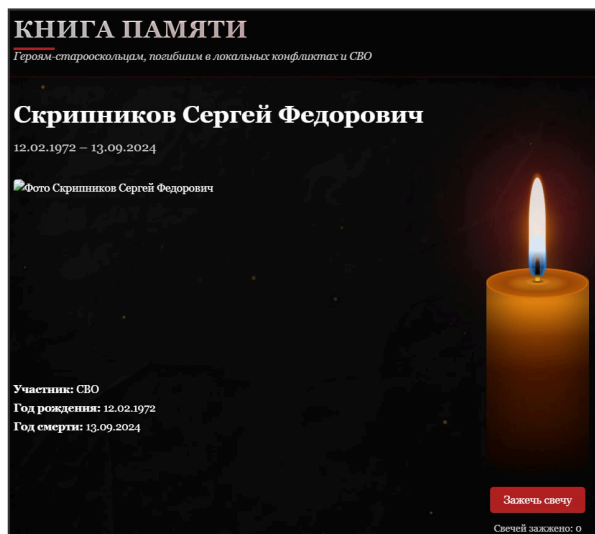 КНИГА ПАМЯТИ
Героям-старооскольцам, погибшим в локальных конфликтах и СВО
Скрипников Сергей Федорович
12.02.1972 – 13.09.2024
Фото Скрипников Сергей Федорович
Участник: СВО
Год рождения: 12.02.1972
Год смерти: 13.09.2024
Зажечь свечу
Свечей зажжено: 0